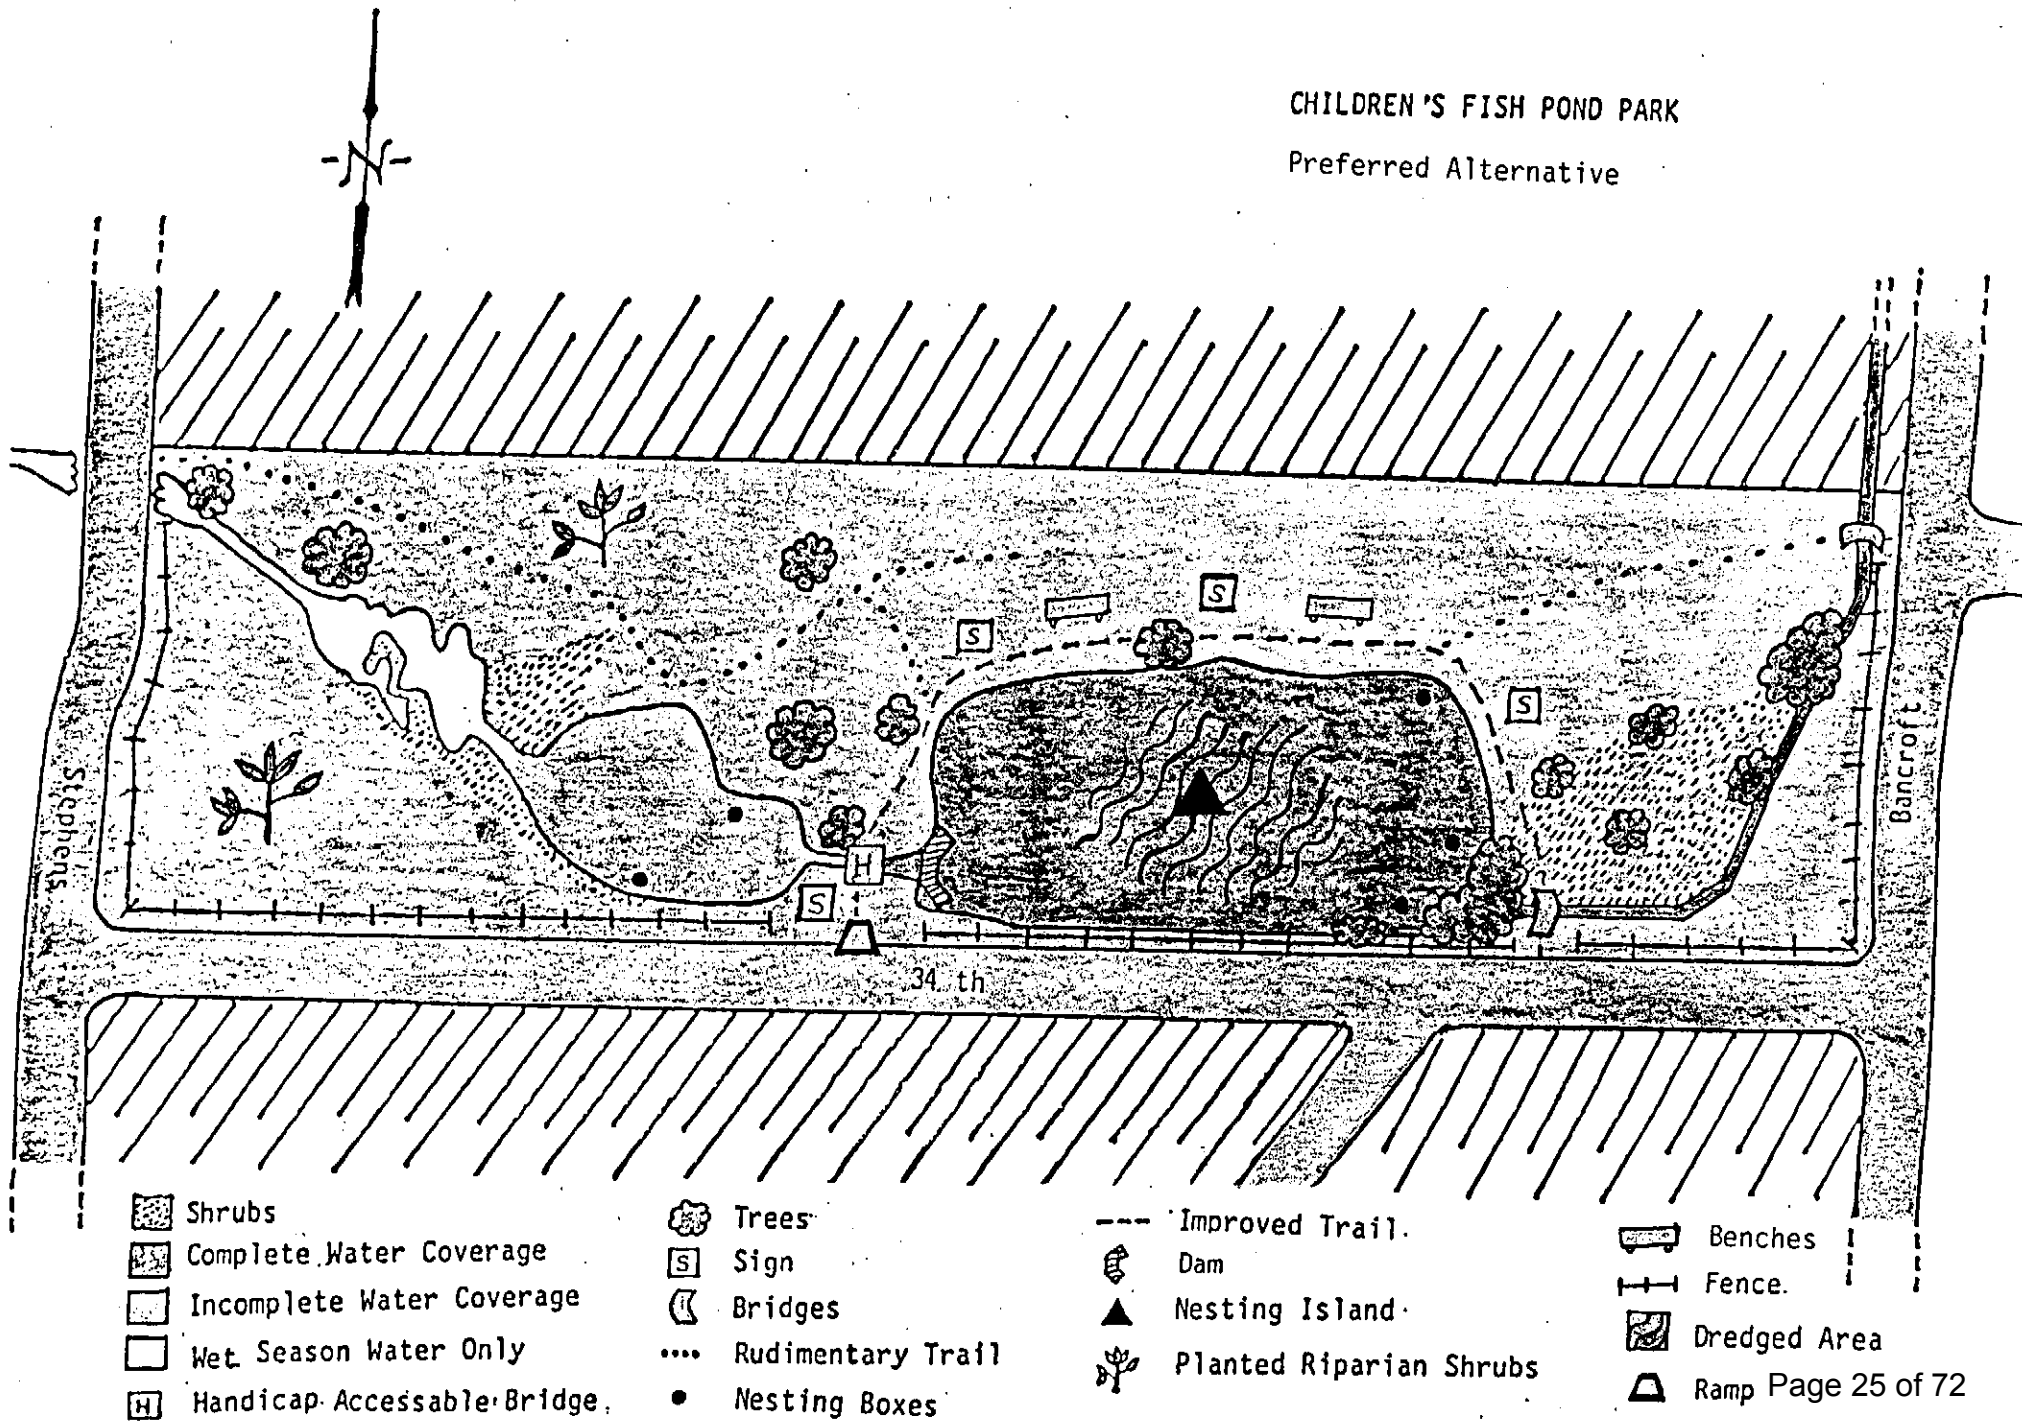 CHILDREN'S FISH POND PARK
Preferred Alternative
N
S
S
S
Stephens
Bancroft
H
S
34 th
Shrubs
Complete Water Coverage
Incomplete Water Coverage
Wet Season Water Only
H Handicap Accessable Bridge.
Trees
S Sign
Bridges
Rudimentary Trail
Nesting Boxes
Improved Trail.
Dam
Nesting Island
Planted Riparian Shrubs
Benches
Fence.
Dredged Area
Ramp Page 25 of 72